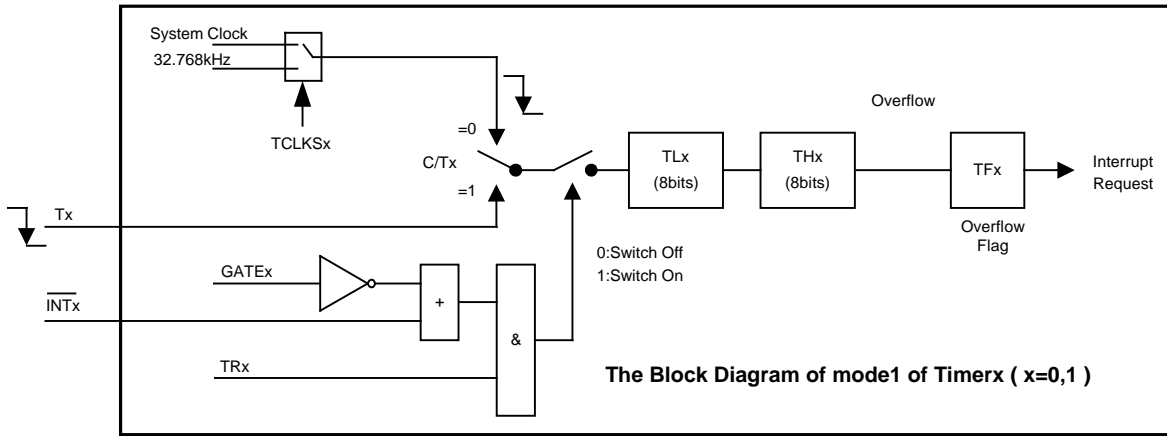 System Clock
32.768kHz
TCLKSx
Overflow
=0
C/Tx
=1
TLx
(8bits)
THx
(8bits)
TFx
Interrupt
Request
Overflow
Flag
Tx
0:Switch Off
1:Switch On
GATEx
INTx
+
&
TRx
The Block Diagram of mode1 of Timerx ( x=0,1 )